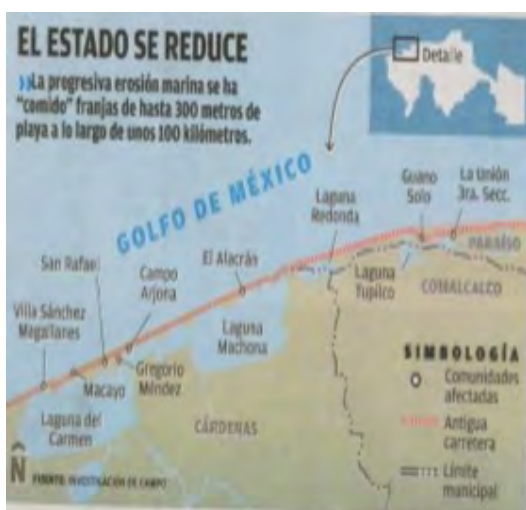 EL ESTADO SE REDUCE
»La progresiva erosión marina se ha
“comido” franjas de hasta 300 metros de
playa a lo largo de unos 100 kilómetros.
Detalle
GOLFO DE MÉXICO
Laguna
Redonda
Guano
Solo
La Unión
3ra. Secc.
PARAÍSO
San Rafael
Campo
Arjona
El Alacrán
Laguna
Tupilco
COMALCALCO
Villa Sánchez
Magallanes
Macayo
Gregorio
Méndez
Laguna
Machona
Laguna del
Carmen
CÁRDENAS
SIMBOLOGÍA
Comunidades
afectadas
Antigua
carretera
Límite
municipal
N
FUENTE: INVESTIGACIÓN DE CAMPO